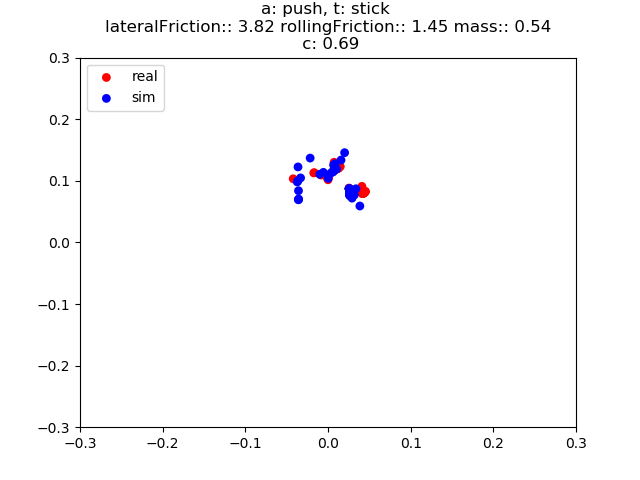 a: push, t: stick
lateralFriction:: 3.82 rollingFriction:: 1.45 mass:: 0.54
c: 0.69
real
sim
0.3
0.2
0.1
0.0
−0.1
−0.2
−0.3
−0.3 −0.2 −0.1 0.0 0.1 0.2 0.3